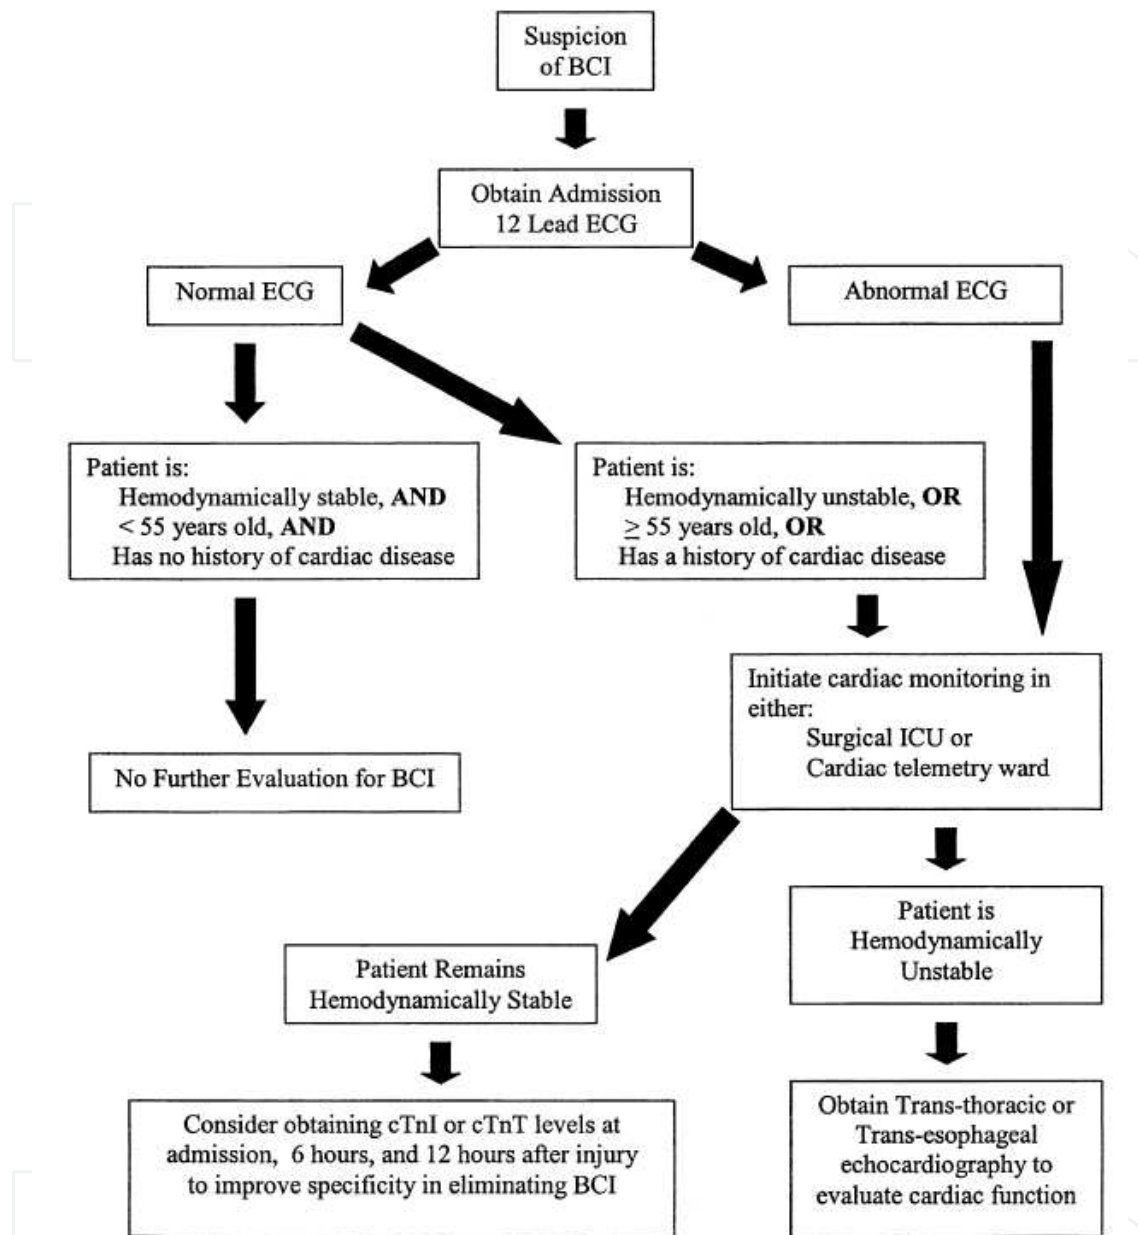 Suspicion
of BCI
Obtain Admission
12 Lead ECG
Normal ECG
Abnormal ECG
Patient is:
Hemodynamically stable, AND
< 55 years old, AND
Has no history of cardiac disease
Patient is:
Hemodynamically unstable, OR
≥ 55 years old, OR
Has a history of cardiac disease
Initiate cardiac monitoring in
either:
Surgical ICU or
Cardiac telemetry ward
No Further Evaluation for BCI
Patient is
Hemodynamically
Unstable
Patient Remains
Hemodynamically Stable
Consider obtaining cTnI or cTnT levels at
admission, 6 hours, and 12 hours after injury
to improve specificity in eliminating BCI
Obtain Trans-thoracic or
Trans-esophageal
echocardiography to
evaluate cardiac function